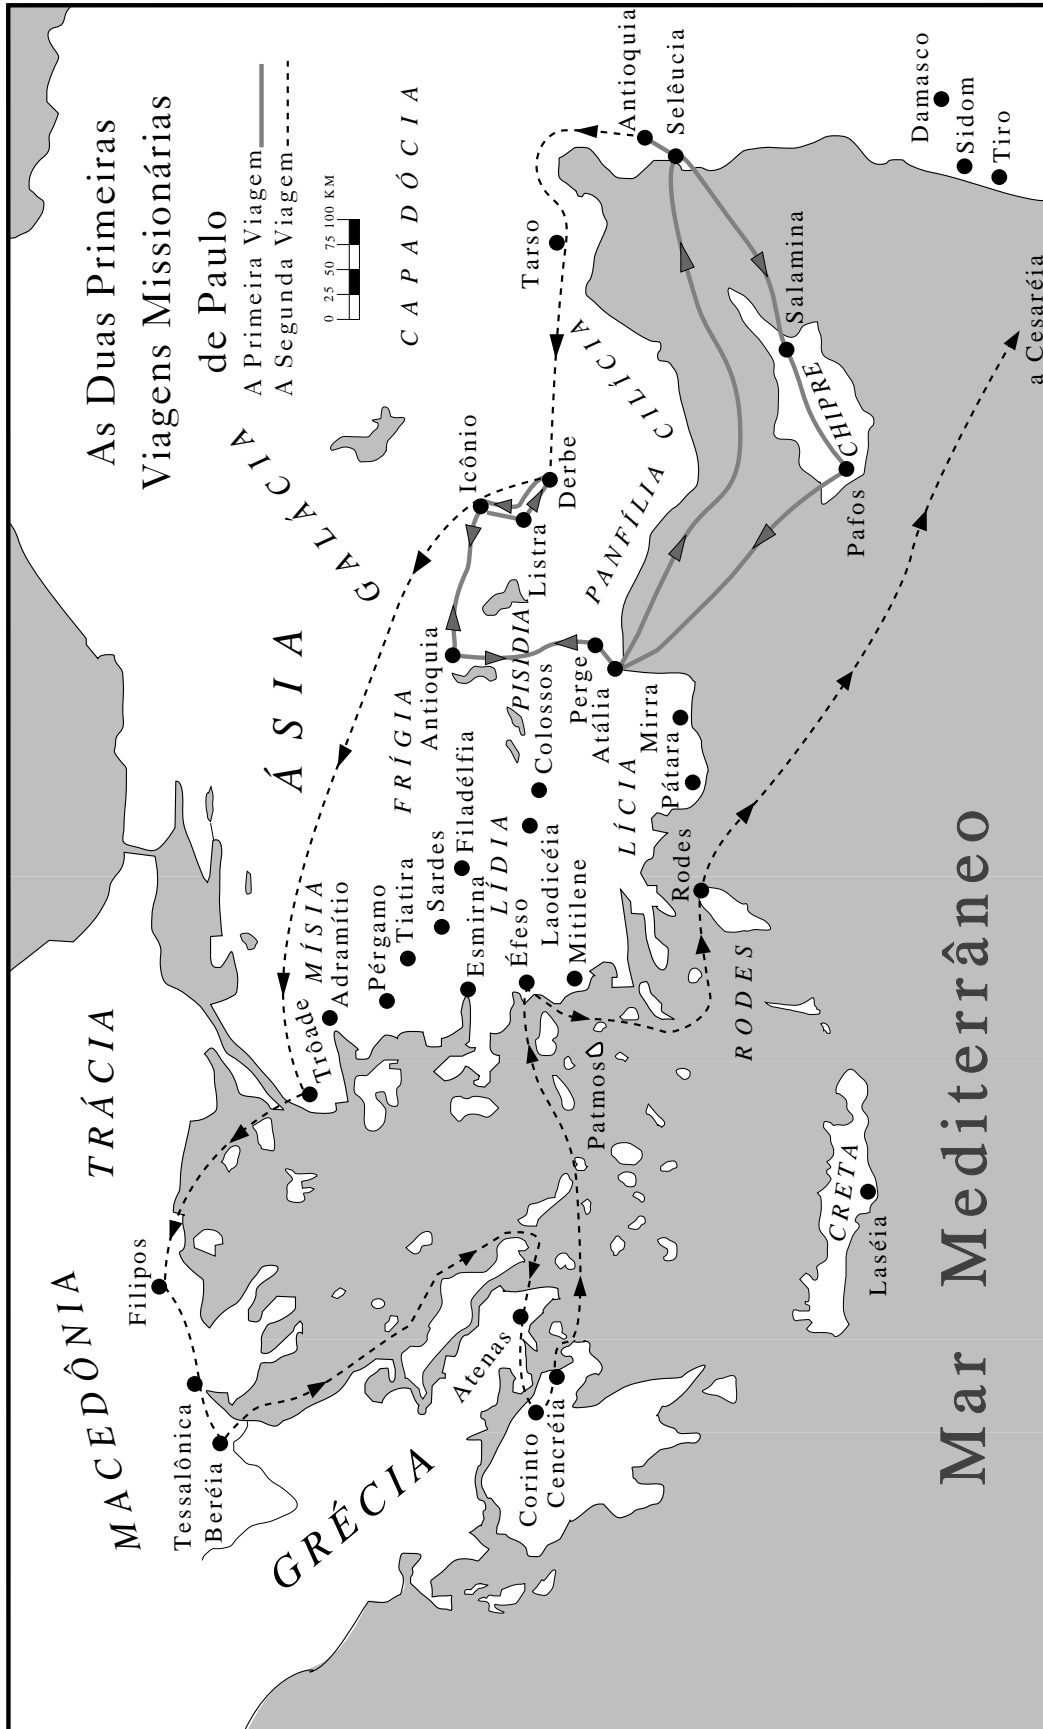 As Duas Primeiras
Viagens Missionárias
de Paulo
A Primeira Viagem
A Segunda Viagem
0 25 50 75 100 KM
MACEDÔNIA
TRÁCIA
ÁSIA
GALÁCIA
CAPADÓCIA
Filipos
Tessalônica
Beréia
GRÉCIA
Trôade
MÍSIA
Adramítio
Pérgamo
Tiatira
Sardes
Filadélfia
FRÍGIA
Antioquia
Icônio
Listra
Derbe
Tarso
Antioquia
Selêucia
Damasco
Sidom
Tiro
Atenas
Corinto
Cencréia
Esmirna
LÍDIA
Éfeso
Laodicéia
Colossos
PISIDIA
Mitilene
Patmos
Perge
Atália
PANFÍLIA
CILÍCIA
LÍCIA
Mirra
Pátara
Rodes
RODES
Salamina
CHIPRE
Pafos
a Cesaréia
CRETA
Laséia
Mar Mediterrâneo